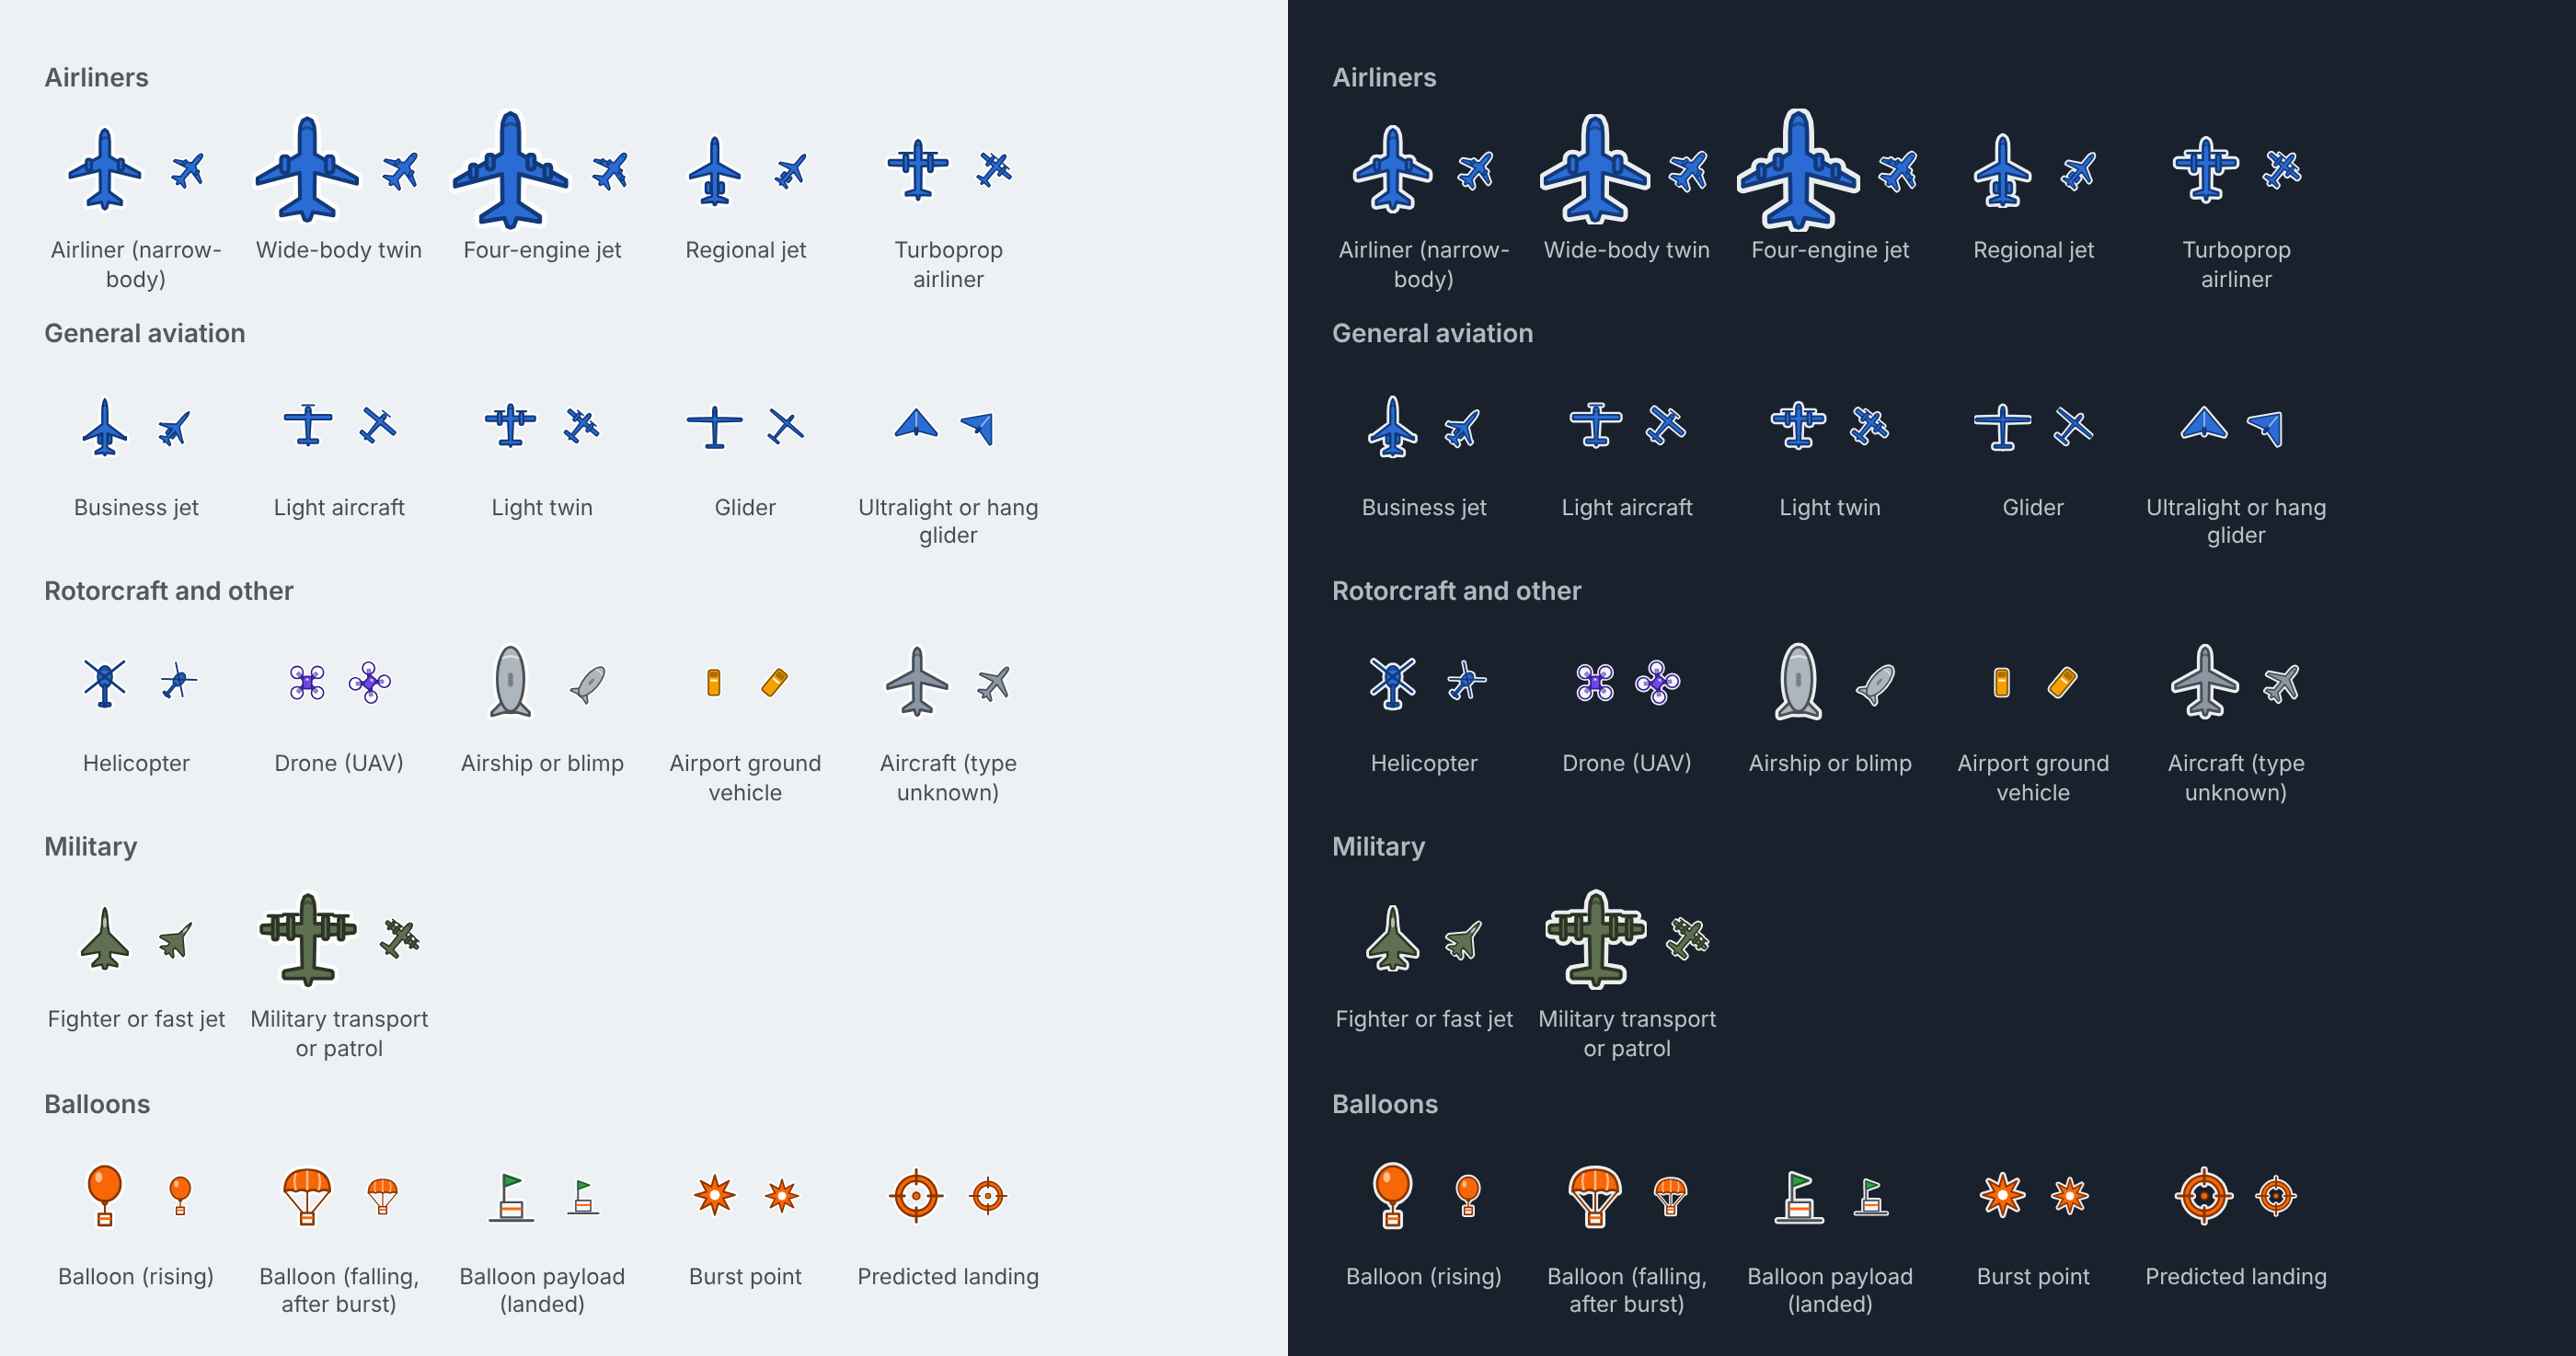 Airliners
Airliner (narrow-
body)
Wide-body twin
Four-engine jet
Regional jet
Turboprop
airliner
General aviation
Business jet
Light aircraft
Light twin
Glider
Ultralight or hang
glider
Rotorcraft and other
Helicopter
Drone (UAV)
Airship or blimp
Airport ground
vehicle
Aircraft (type
unknown)
Military
Fighter or fast jet
Military transport
or patrol
Balloons
Balloon (rising)
Balloon (falling,
after burst)
Balloon payload
(landed)
Burst point
Predicted landing
Airliners
Airliner (narrow-
body)
Wide-body twin
Four-engine jet
Regional jet
Turboprop
airliner
General aviation
Business jet
Light aircraft
Light twin
Glider
Ultralight or hang
glider
Rotorcraft and other
Helicopter
Drone (UAV)
Airship or blimp
Airport ground
vehicle
Aircraft (type
unknown)
Military
Fighter or fast jet
Military transport
or patrol
Balloons
Balloon (rising)
Balloon (falling,
after burst)
Balloon payload
(landed)
Burst point
Predicted landing